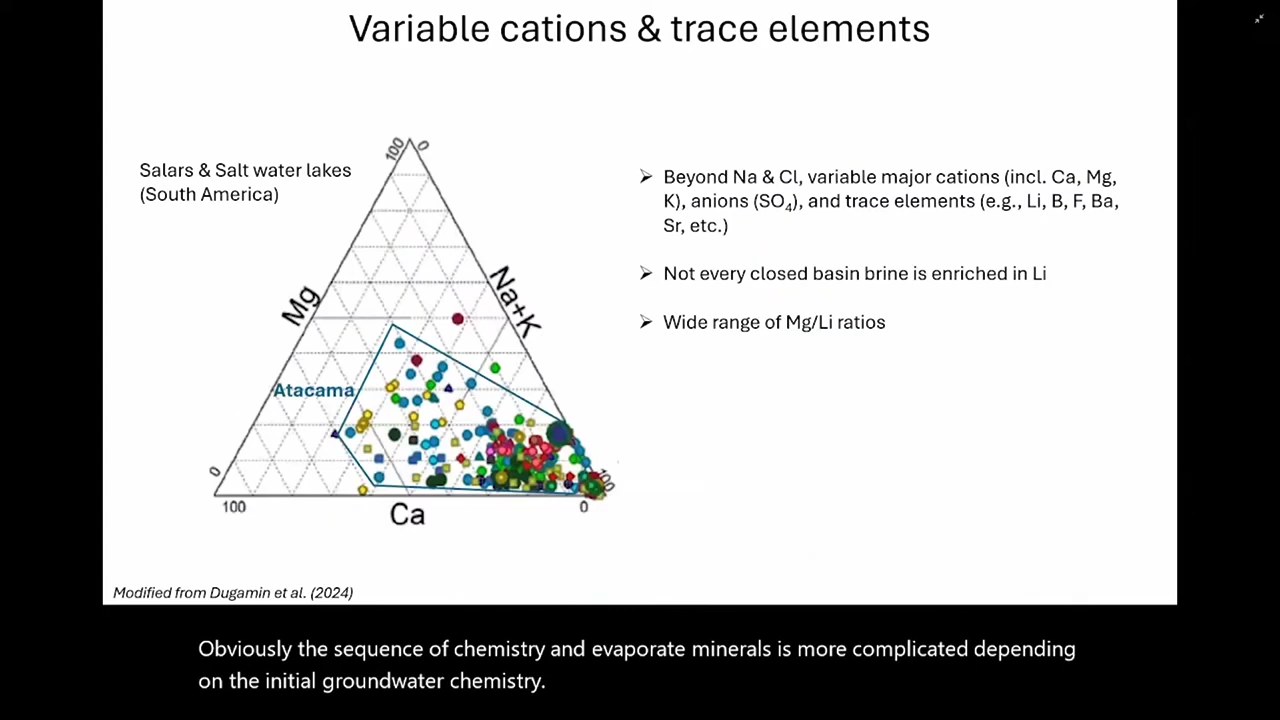 Variable cations & trace elements
Salars & Salt water lakes
(South America)
100
0
Mg
Na+K
Atacama
0
100
100
Ca
0
➢ Beyond Na & Cl, variable major cations (incl. Ca, Mg,
K), anions (SO₄), and trace elements (e.g., Li, B, F, Ba,
Sr, etc.)
➢ Not every closed basin brine is enriched in Li
➢ Wide range of Mg/Li ratios
Modified from Dugamin et al. (2024)
Obviously the sequence of chemistry and evaporate minerals is more complicated depending
on the initial groundwater chemistry.